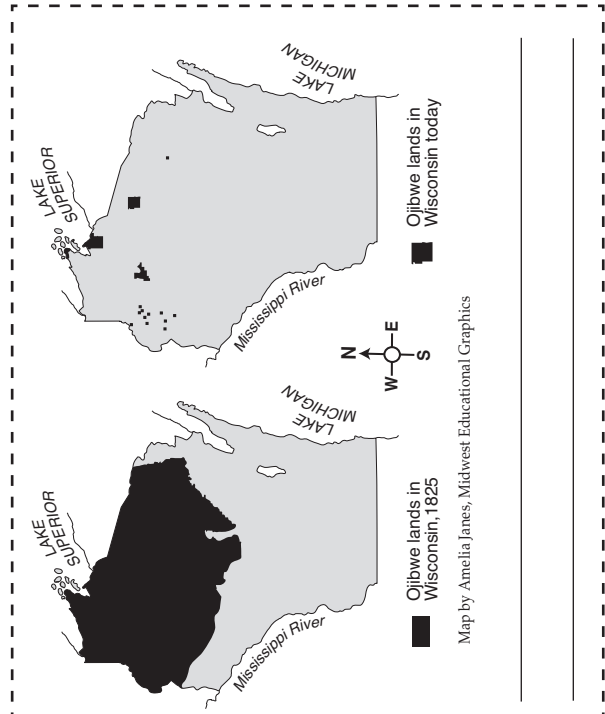 LAKE
SUPERIOR
LAKE
MICHIGAN
Mississippi River
Ojibwe lands in
Wisconsin,1825
LAKE
SUPERIOR
LAKE
MICHIGAN
Mississippi River
Ojibwe lands in
Wisconsin today
N
W
E
S
Map by Amelia Janes, Midwest Educational Graphics